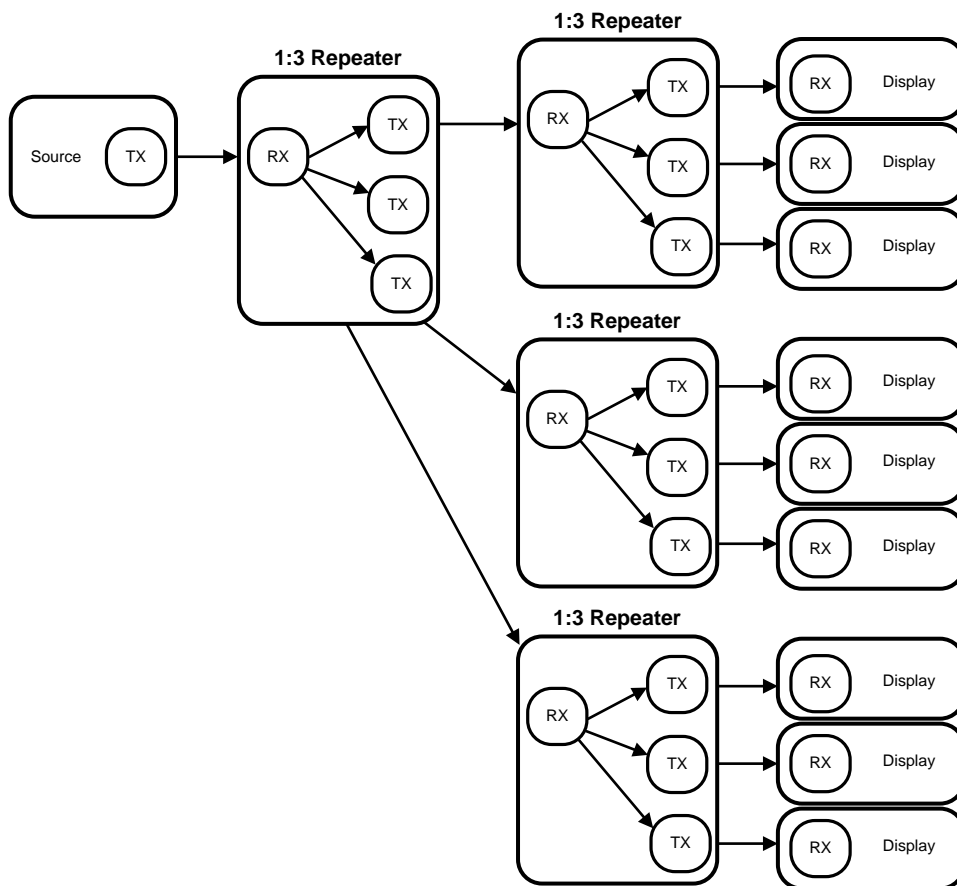 1:3 Repeater
1:3 Repeater
Source
TX
RX
TX
TX
TX
RX
TX
TX
TX
RX
Display
RX
Display
RX
Display
1:3 Repeater
RX
TX
TX
TX
RX
Display
RX
Display
RX
Display
1:3 Repeater
RX
TX
TX
TX
RX
Display
RX
Display
RX
Display